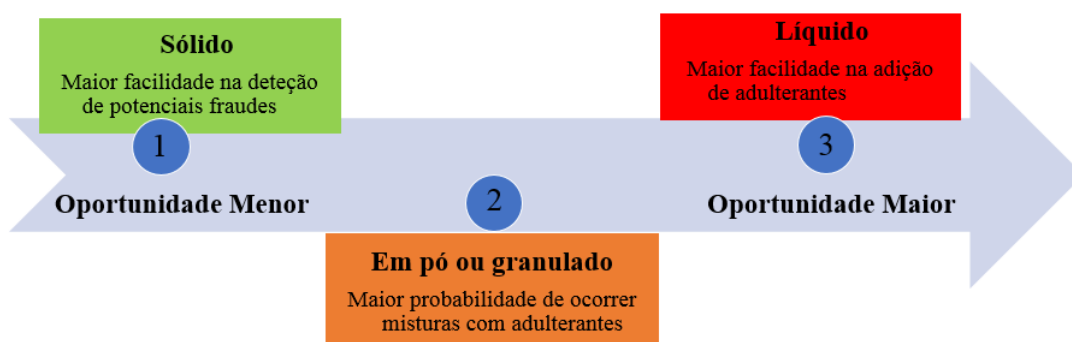 Sólido
Maior facilidade na deteção
de potenciais fraudes
1
Oportunidade Menor
2
Em pó ou granulado
Maior probabilidade de ocorrer
misturas com adulterantes
Líquido
Maior facilidade na adição
de adulterantes
3
Oportunidade Maior